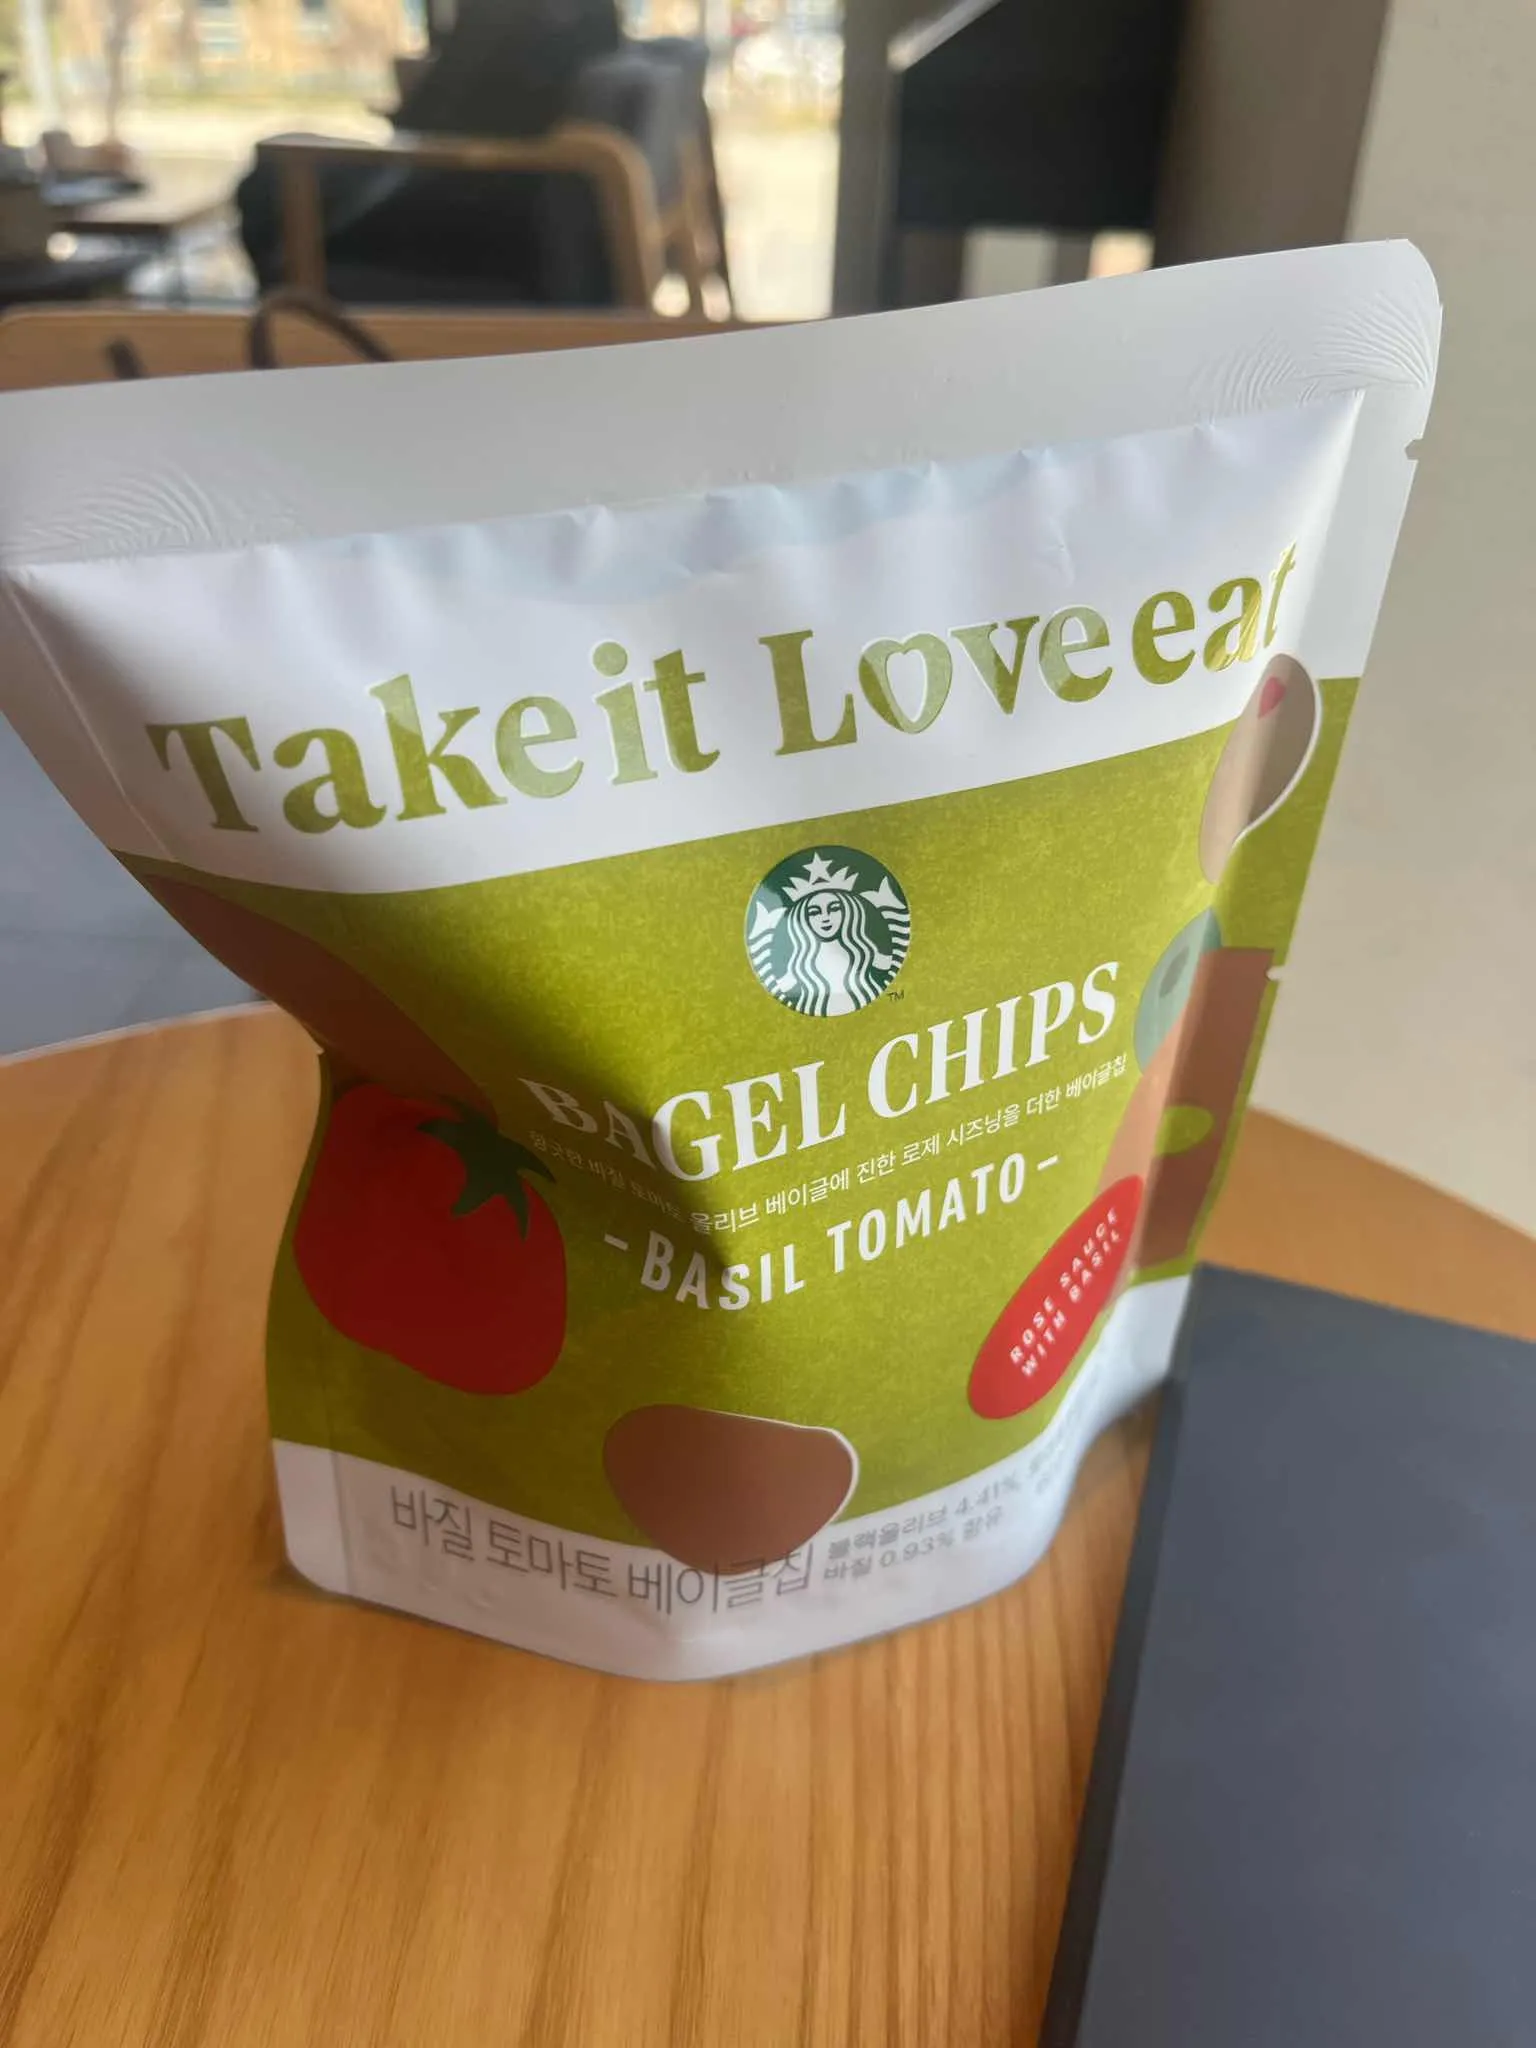 Take it Love eat
TM
BAGEL CHIPS
향긋한 바질 토마토 올리브 베이글에 진한 로제 시즈닝을 더한 베이글칩
- BASIL TOMATO -
ROSE SAUCE
WITH BASIL
바질 토마토 베이글칩
블랙올리브 4.41%,
바질 0.93% 함유